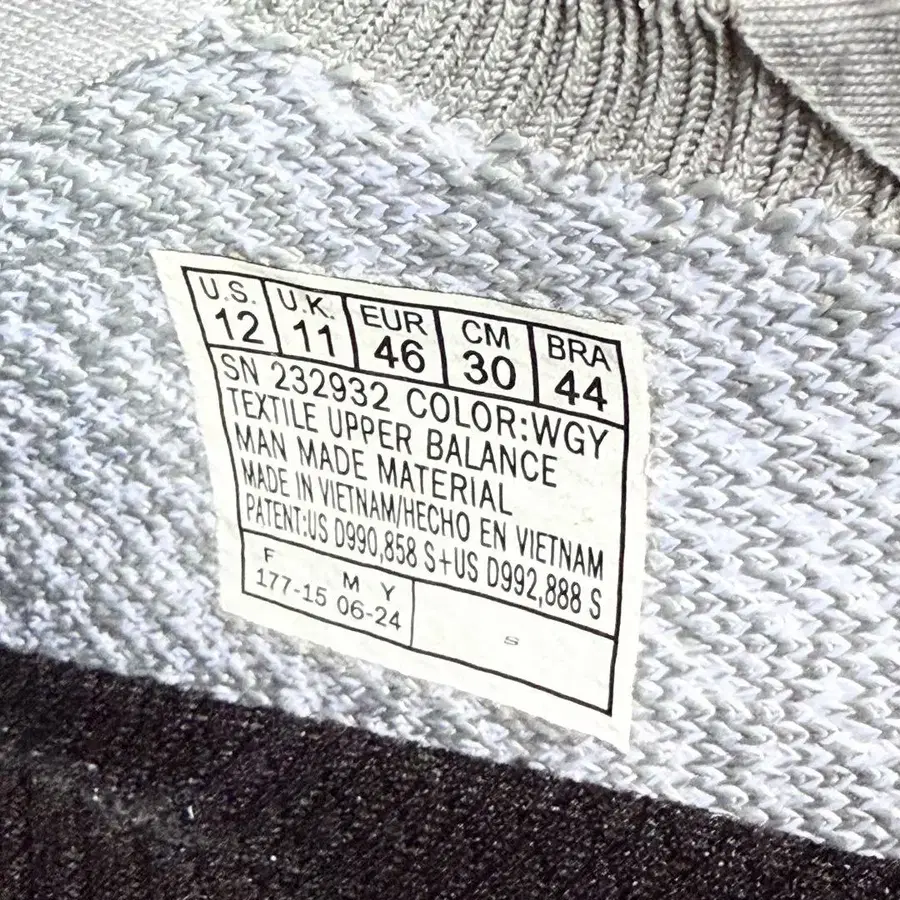 U.S. U.K. EUR CM BRA
12 11 46 30 44
SN 232932 COLOR:WGY
TEXTILE UPPER BALANCE
MAN MADE MATERIAL
MADE IN VIETNAM/HECHO EN VIETNAM
PATENT:US D990,858 S+US D992,888 S
F M Y
177-15 06-24
S